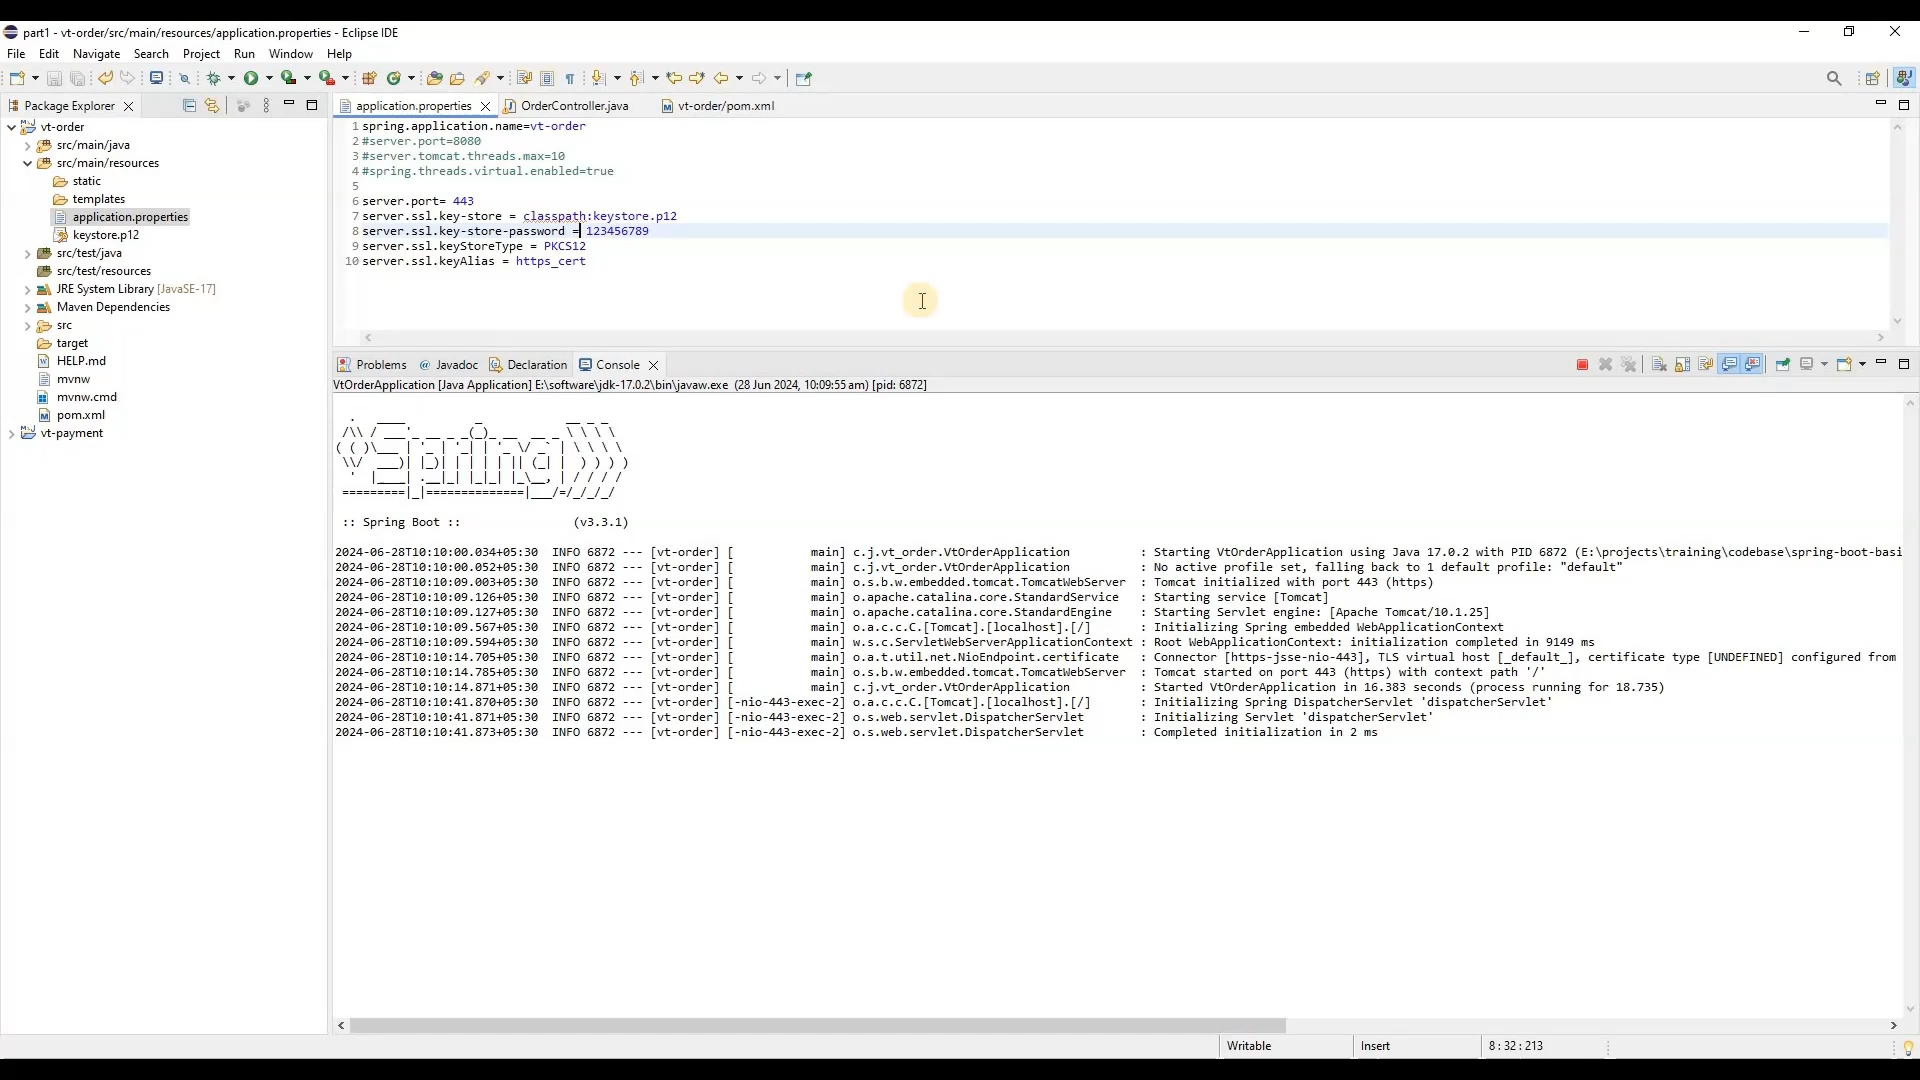 part1 - vt-order/src/main/resources/application.properties - Eclipse IDE
File Edit Navigate Search Project Run Window Help
Package Explorer
vt-order
src/main/java
src/main/resources
static
templates
application.properties
keystore.p12
src/test/java
src/test/resources
JRE System Library [JavaSE-17]
Maven Dependencies
src
target
HELP.md
mvnw
mvnw.cmd
pom.xml
vt-payment
application.properties OrderController.java vt-order/pom.xml
1 spring.application.name=vt-order
2 #server.port=8080
3 #server.tomcat.threads.max=10
4 #spring.threads.virtual.enabled=true
5
6 server.port= 443
7 server.ssl.key-store = classpath:keystore.p12
8 server.ssl.key-store-password = 123456789
9 server.ssl.keyStoreType = PKCS12
10 server.ssl.keyAlias = https_cert
Problems Javadoc Declaration Console
VtOrderApplication [Java Application] E:\software\jdk-17.0.2\bin\javaw.exe (28 Jun 2024, 10:09:55 am) [pid: 6872]
Spring
:: Spring Boot :: (v3.3.1)
2024-06-28T10:10:00.034+05:30 INFO 6872 --- [vt-order] [ main] c.j.vt_order.VtOrderApplication : Starting VtOrderApplication using Java 17.0.2 with PID 6872 (E:\projects\training\codebase\spring-boot-basi
2024-06-28T10:10:00.052+05:30 INFO 6872 --- [vt-order] [ main] c.j.vt_order.VtOrderApplication : No active profile set, falling back to 1 default profile: "default"
2024-06-28T10:10:09.003+05:30 INFO 6872 --- [vt-order] [ main] o.s.b.w.embedded.tomcat.TomcatWebServer : Tomcat initialized with port 443 (https)
2024-06-28T10:10:09.126+05:30 INFO 6872 --- [vt-order] [ main] o.apache.catalina.core.StandardService : Starting service [Tomcat]
2024-06-28T10:10:09.127+05:30 INFO 6872 --- [vt-order] [ main] o.apache.catalina.core.StandardEngine : Starting Servlet engine: [Apache Tomcat/10.1.25]
2024-06-28T10:10:09.567+05:30 INFO 6872 --- [vt-order] [ main] o.a.c.c.C.[Tomcat].[localhost].[/] : Initializing Spring embedded WebApplicationContext
2024-06-28T10:10:09.594+05:30 INFO 6872 --- [vt-order] [ main] w.s.c.ServletWebServerApplicationContext : Root WebApplicationContext: initialization completed in 9149 ms
2024-06-28T10:10:14.705+05:30 INFO 6872 --- [vt-order] [ main] o.a.t.util.net.NioEndpoint.certificate : Connector [https-jsse-nio-443], TLS virtual host [_default_], certificate type [UNDEFINED] configured from
2024-06-28T10:10:14.785+05:30 INFO 6872 --- [vt-order] [ main] o.s.b.w.embedded.tomcat.TomcatWebServer : Tomcat started on port 443 (https) with context path '/'
2024-06-28T10:10:14.871+05:30 INFO 6872 --- [vt-order] [ main] c.j.vt_order.VtOrderApplication : Started VtOrderApplication in 16.383 seconds (process running for 18.735)
2024-06-28T10:10:41.870+05:30 INFO 6872 --- [vt-order] [-nio-443-exec-2] o.a.c.c.C.[Tomcat].[localhost].[/] : Initializing Spring DispatcherServlet 'dispatcherServlet'
2024-06-28T10:10:41.871+05:30 INFO 6872 --- [vt-order] [-nio-443-exec-2] o.s.web.servlet.DispatcherServlet : Initializing Servlet 'dispatcherServlet'
2024-06-28T10:10:41.873+05:30 INFO 6872 --- [vt-order] [-nio-443-exec-2] o.s.web.servlet.DispatcherServlet : Completed initialization in 2 ms
Writable Insert 8 : 32 : 213